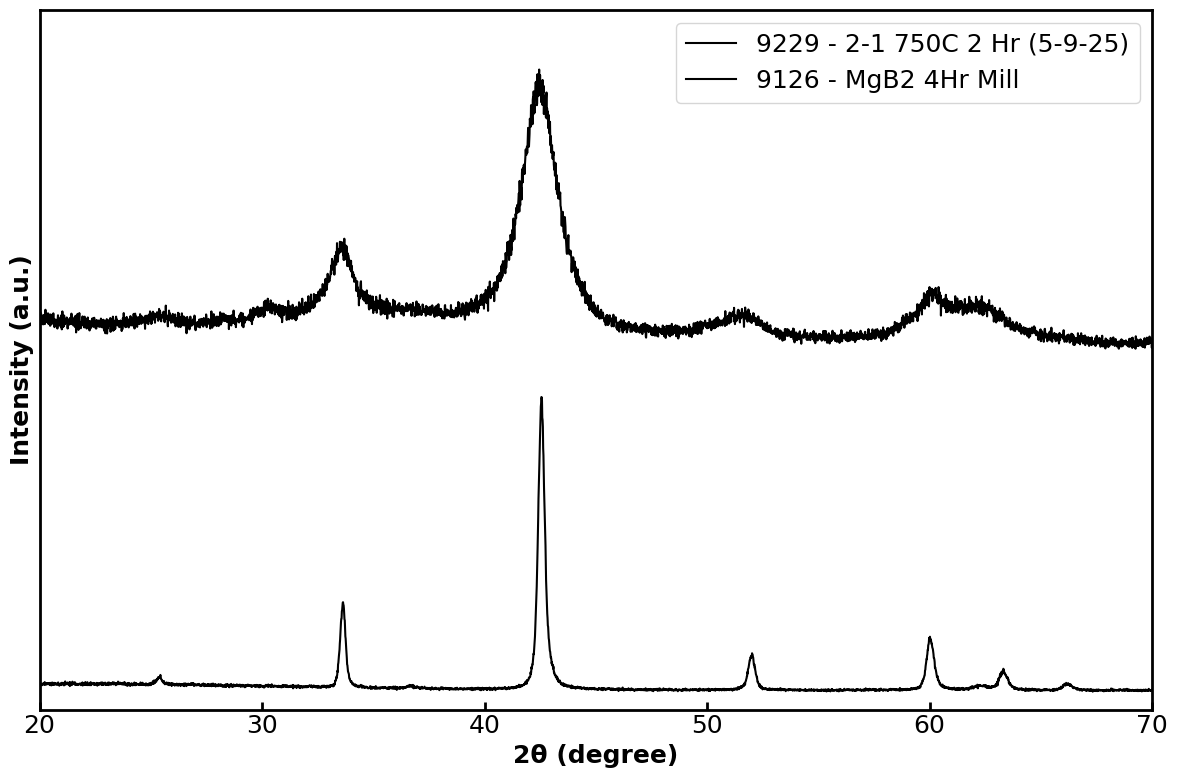 9229 - 2-1 750C 2 Hr (5-9-25)
9126 - MgB2 4Hr Mill
Intensity (a.u.)
20 30 40 50 60 70
2θ (degree)